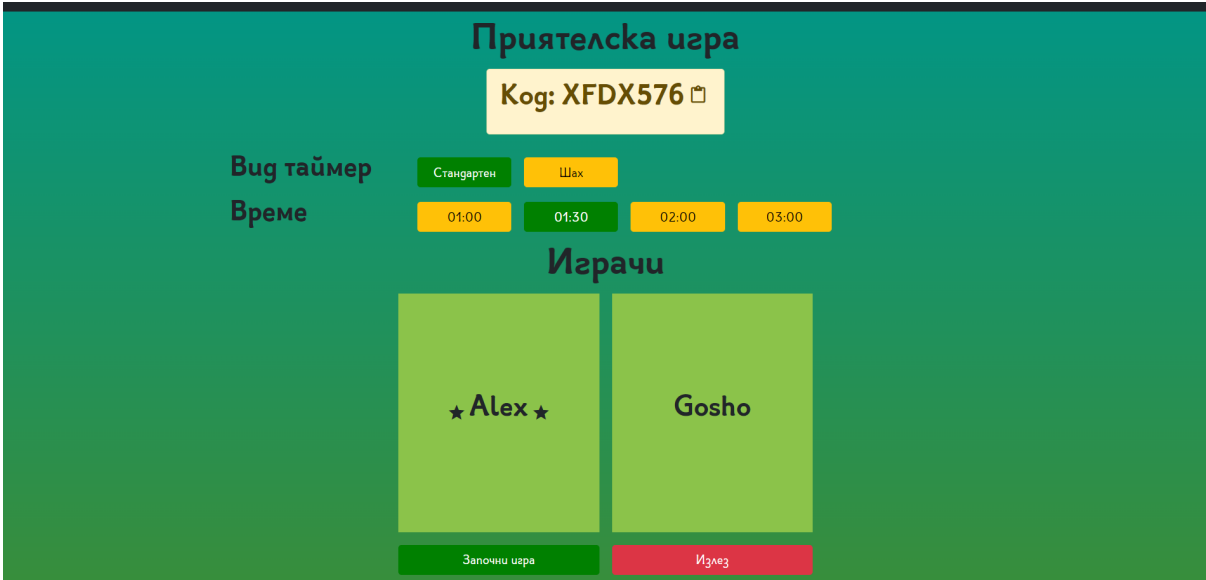 Приятелска игра
Код: XFDX576
Вид таймер Стандартен Шах
Време 01:00 01:30 02:00 03:00
Играчи
Alex Gosho
Започни игра Излез